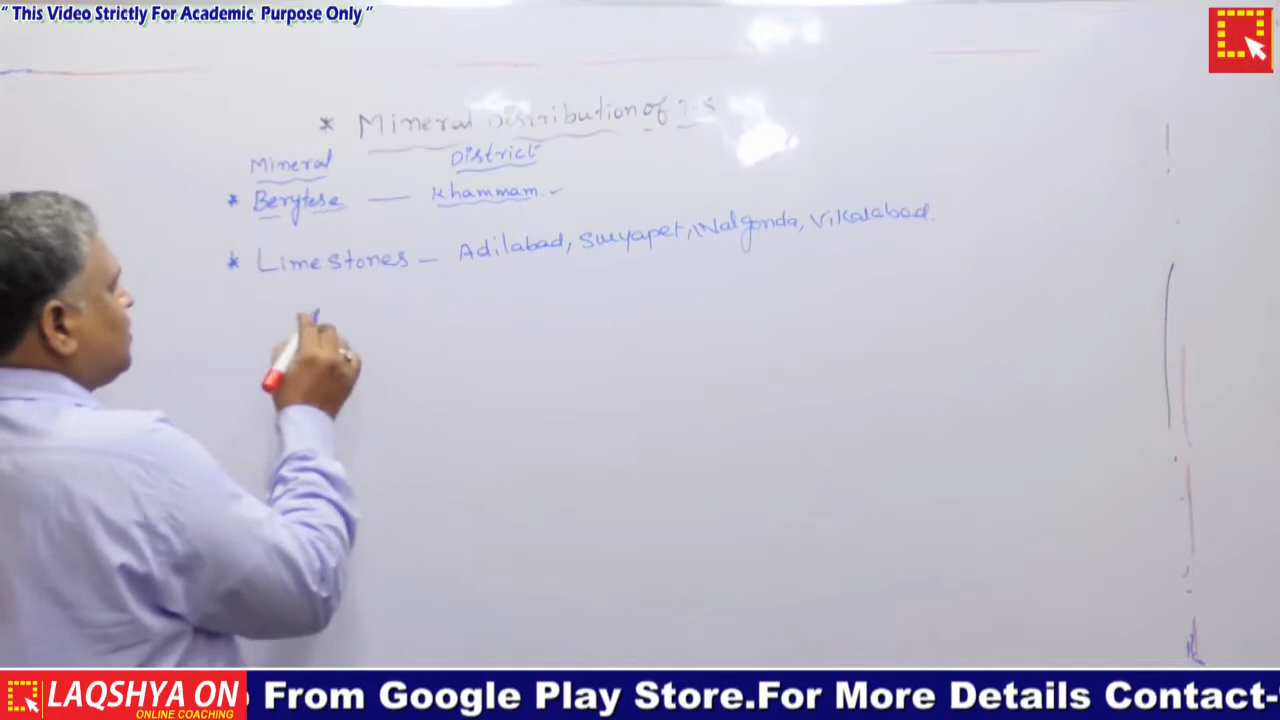 “ This Video Strictly For Academic Purpose Only ”
* Mineral Distribution of T.S
Mineral District
* Berytese — Khammam
* Limestones – Adilabad, Suryapet, Nalgonda, Vikarabad.
LAQSHYA ON
ONLINE COACHING
From Google Play Store.For More Details Contact-